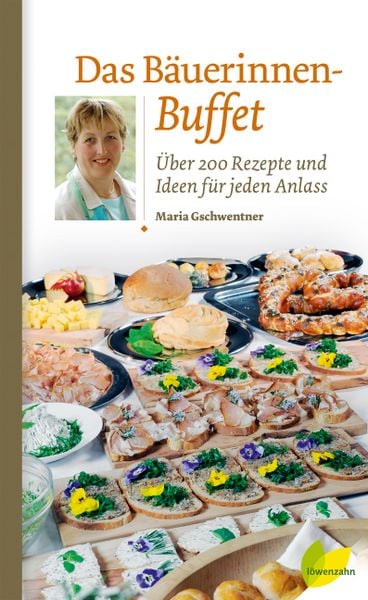 Das Bäuerinnen-
Buffet
Über 200 Rezepte und
Ideen für jeden Anlass
Maria Gschwentner
löwenzahn